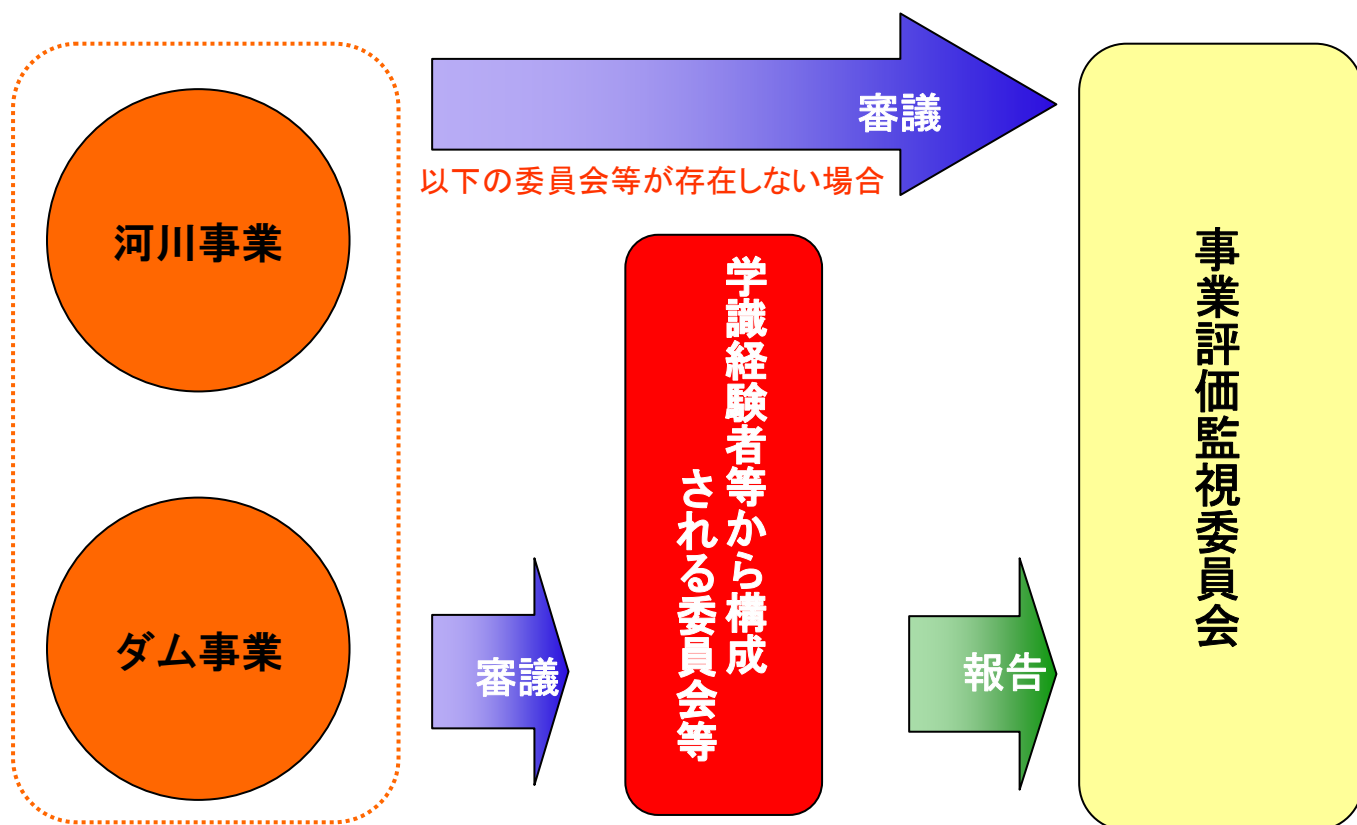 河川事業
ダム事業
審議
以下の委員会等が存在しない場合
審議
学識経験者等から構成
される委員会等
報告
事業評価監視委員会